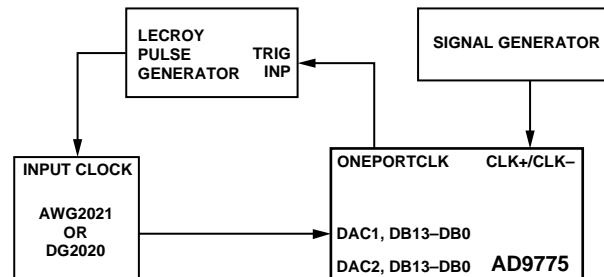 LECROY
PULSE
GENERATOR
TRIG
INP
SIGNAL GENERATOR
INPUT CLOCK
AWG2021
OR
DG2020
ONEPORTCLK
CLK+/CLK–
DAC1, DB13–DB0
DAC2, DB13–DB0
AD9775